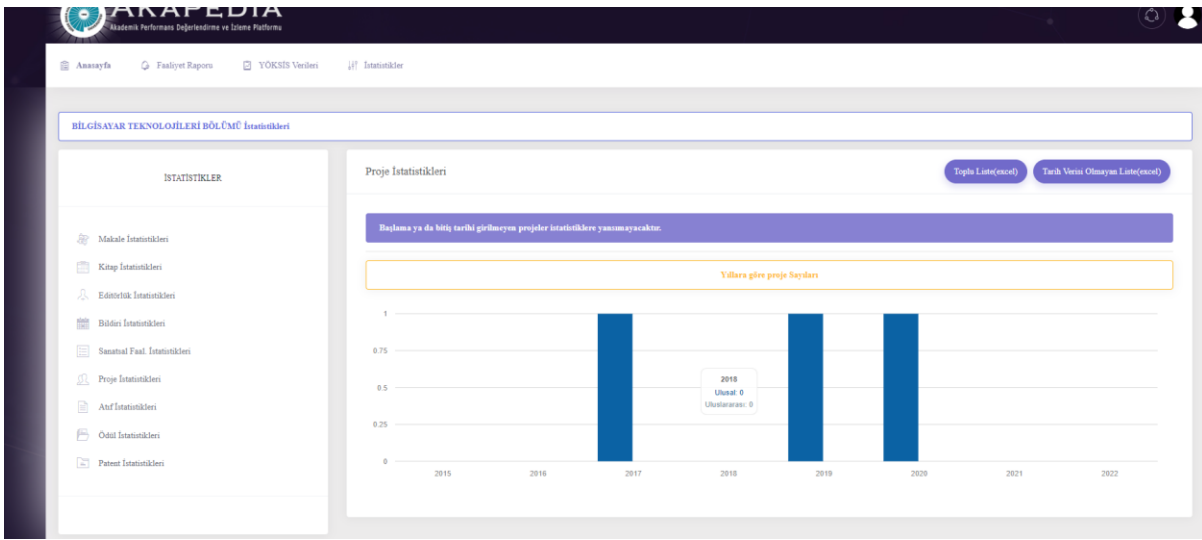 AKAPEDIA
Akademik Performans Değerlendirme ve İzleme Platformu
Anasayfa Faaliyet Raporu YÖKSİS Verileri İstatistikler
BİLGİSAYAR TEKNOLOJİLERİ BÖLÜMÜ İstatistikleri
İSTATİSTİKLER
Makale İstatistikleri
Kitap İstatistikleri
Editörlük İstatistikleri
Bildiri İstatistikleri
Sanatsal Faal. İstatistikleri
Proje İstatistikleri
Atıf İstatistikleri
Ödül İstatistikleri
Patent İstatistikleri
Proje İstatistikleri
Toplu Liste(excel) Tarih Verisi Olmayan Liste(excel)
Başlama ya da bitiş tarihi girilmeyen projeler istatistiklere yansımayacaktır.
Yıllara göre proje Sayıları
1
0.75
0.5
0.25
0
2018
Ulusal: 0
Uluslararası: 0
2015 2016 2017 2018 2019 2020 2021 2022